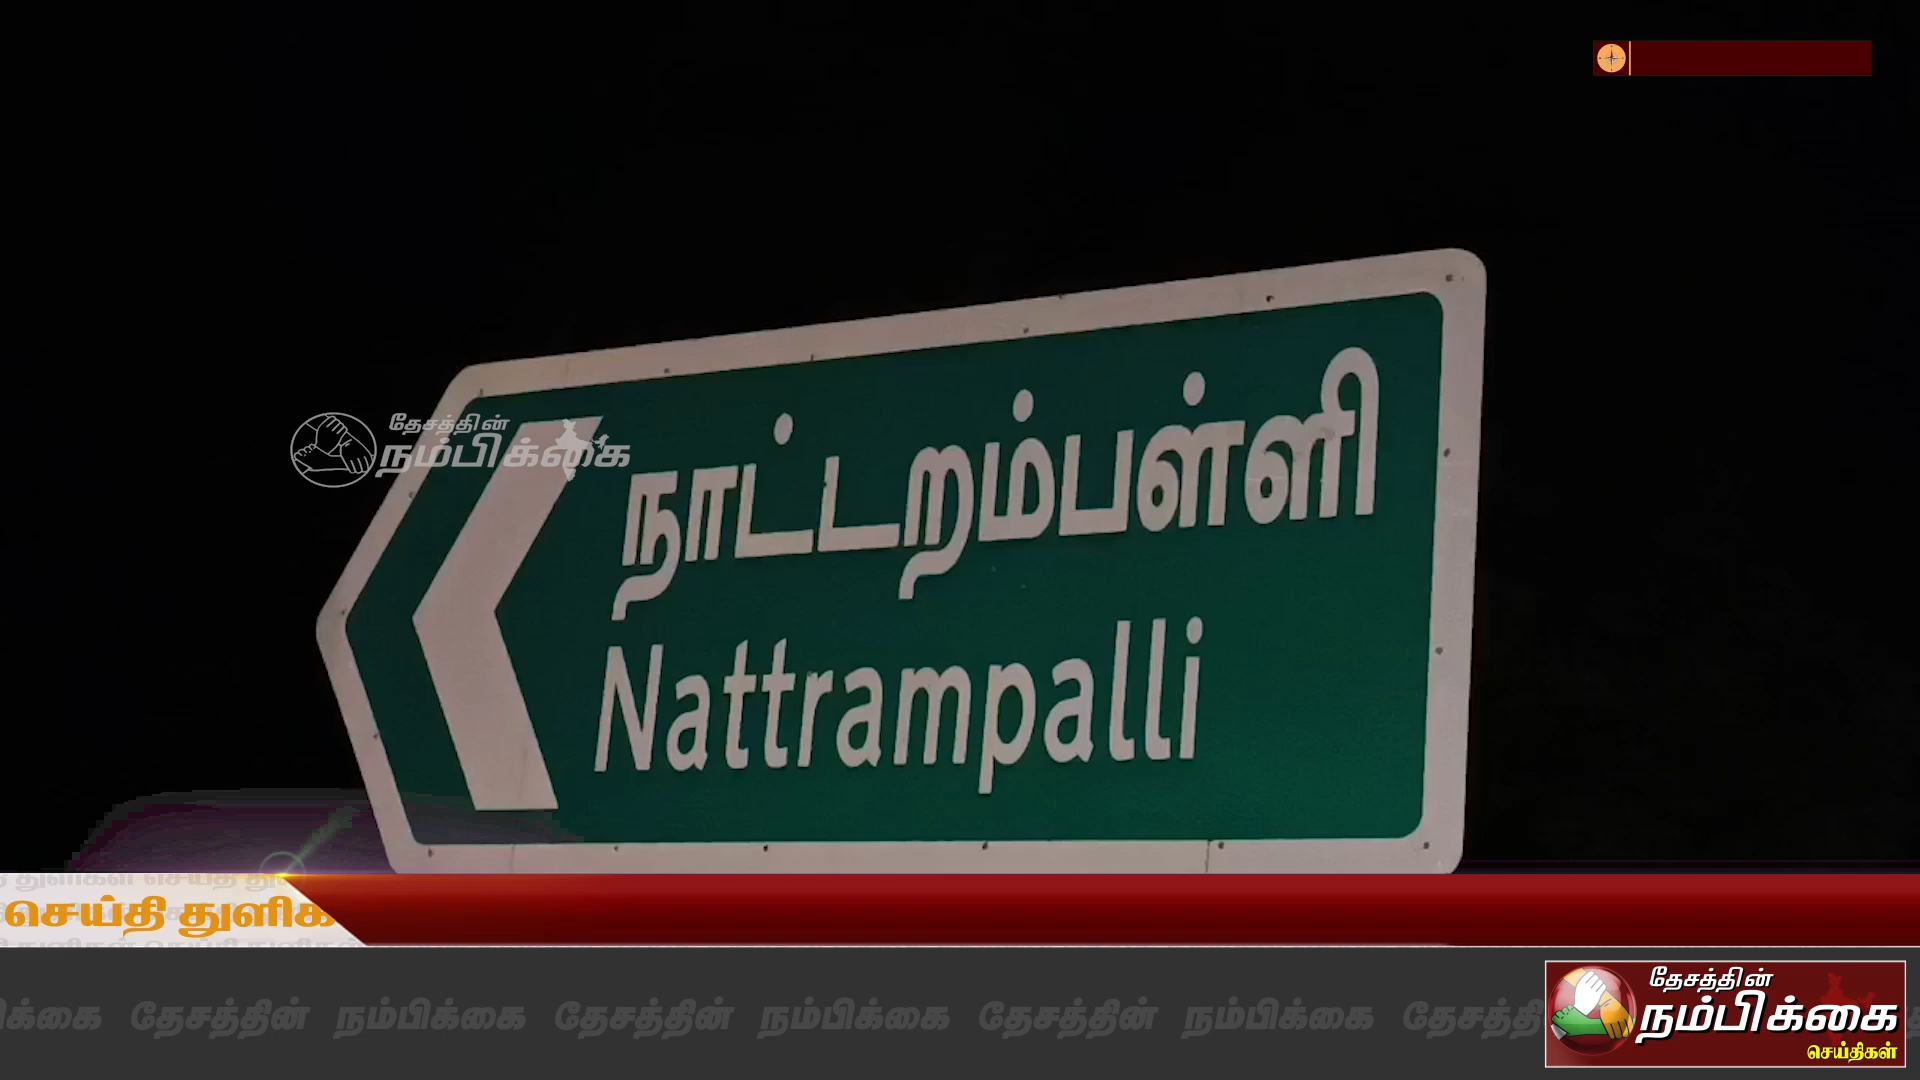 தேசத்தின்
நம்பிக்கை
நாட்டறம்பள்ளி
Nattrampalli
செய்தி துளிக
தேசத்தின் நம்பிக்கை தேசத்தின் நம்பிக்கை தேசத்தின் நம்பிக்கை
தேசத்தின்
நம்பிக்கை
செய்திகள்